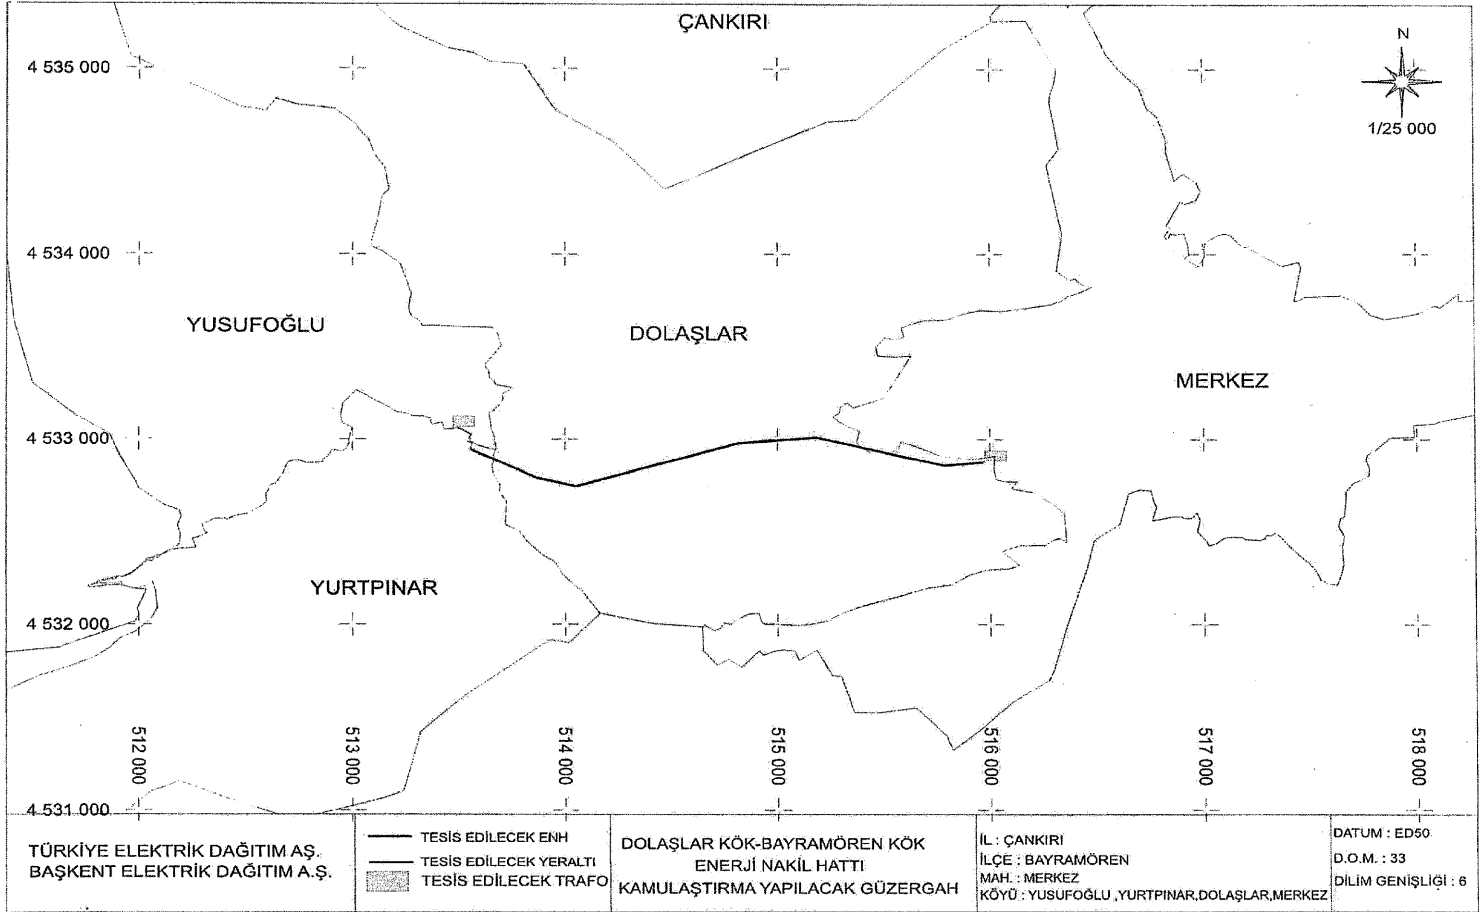 ÇANKIRI
N
1/25 000
4 535 000
4 534 000
YUSUFOĞLU
DOLAŞLAR
MERKEZ
4 533 000
YURTPINAR
4 532 000
512 000
513 000
514 000
515 000
516 000
517 000
518 000
4 531 000
TÜRKİYE ELEKTRİK DAĞITIM AŞ.
BAŞKENT ELEKTRİK DAĞITIM A.Ş.
TESİS EDİLECEK ENH
TESİS EDİLECEK YERALTI
TESİS EDİLECEK TRAFO
DOLAŞLAR KÖK-BAYRAMÖREN KÖK
ENERJİ NAKİL HATTI
KAMULAŞTIRMA YAPILACAK GÜZERGAH
İL : ÇANKIRI
İLÇE : BAYRAMÖREN
MAH. : MERKEZ
KÖYÜ : YUSUFOĞLU ,YURTPINAR,DOLAŞLAR,MERKEZ
DATUM : ED50
D.O.M. : 33
DİLİM GENİŞLİĞİ : 6